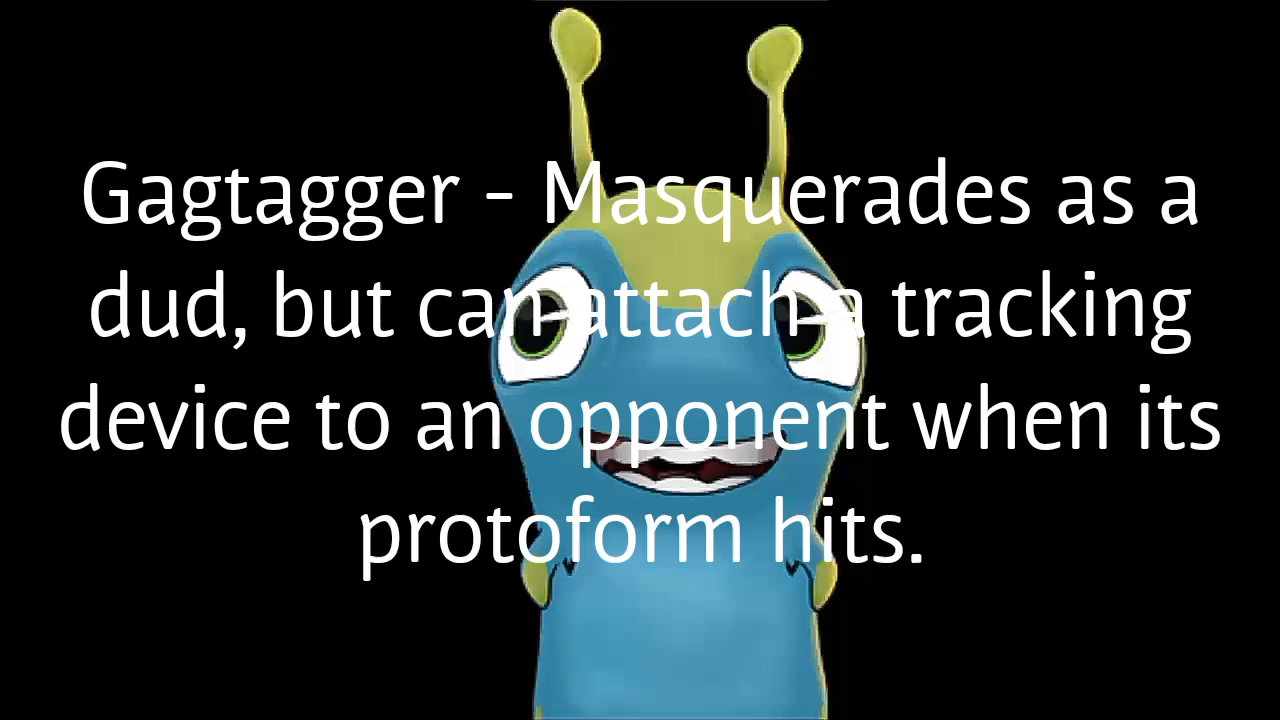 Gagtagger - Masquerades as a
dud, but can attach a tracking
device to an opponent when its
protoform hits.